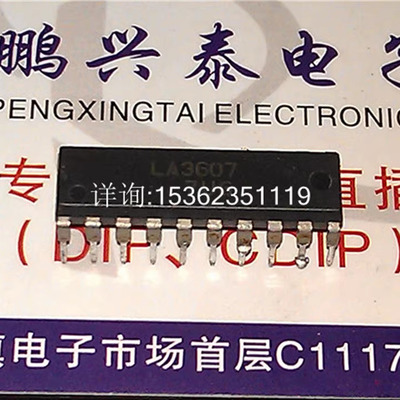 鹏兴泰电子
PENGXINGTAI ELECTRONIC
LA3607
详询:15362351119
专 直插
(DIP、CDIP)
电子市场首层C1117